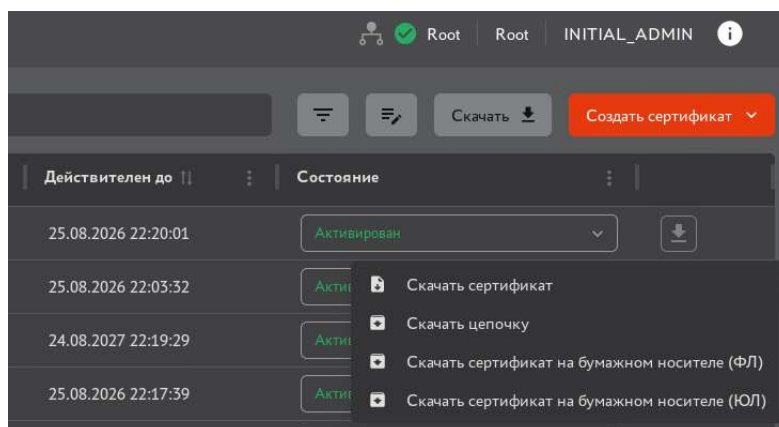 Root Root INITIAL_ADMIN i
Скачать Создать сертификат
Действителен до Состояние
25.08.2026 22:20:01 Активирован
25.08.2026 22:03:32
Скачать сертификат
Скачать цепочку
24.08.2027 22:19:29
Скачать сертификат на бумажном носителе (ФЛ)
25.08.2026 22:17:39
Скачать сертификат на бумажном носителе (ЮЛ)